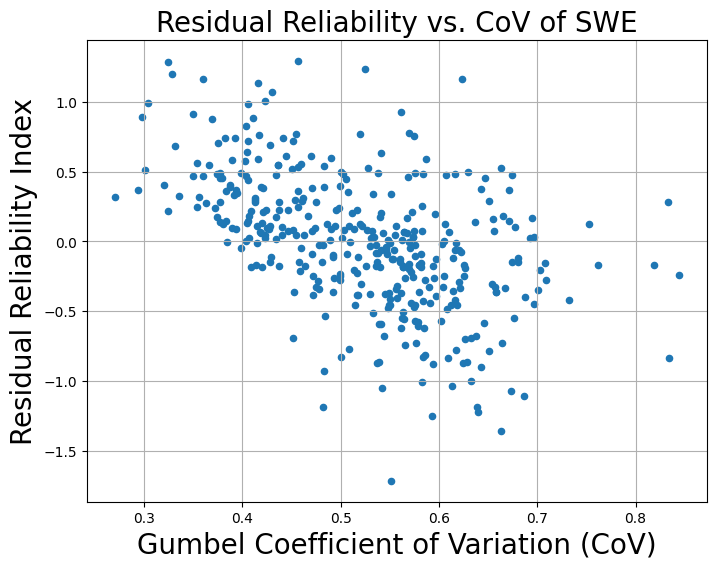 Residual Reliability vs. CoV of SWE
Residual Reliability Index
1.0
0.5
0.0
−0.5
−1.0
−1.5
0.3 0.4 0.5 0.6 0.7 0.8
Gumbel Coefficient of Variation (CoV)